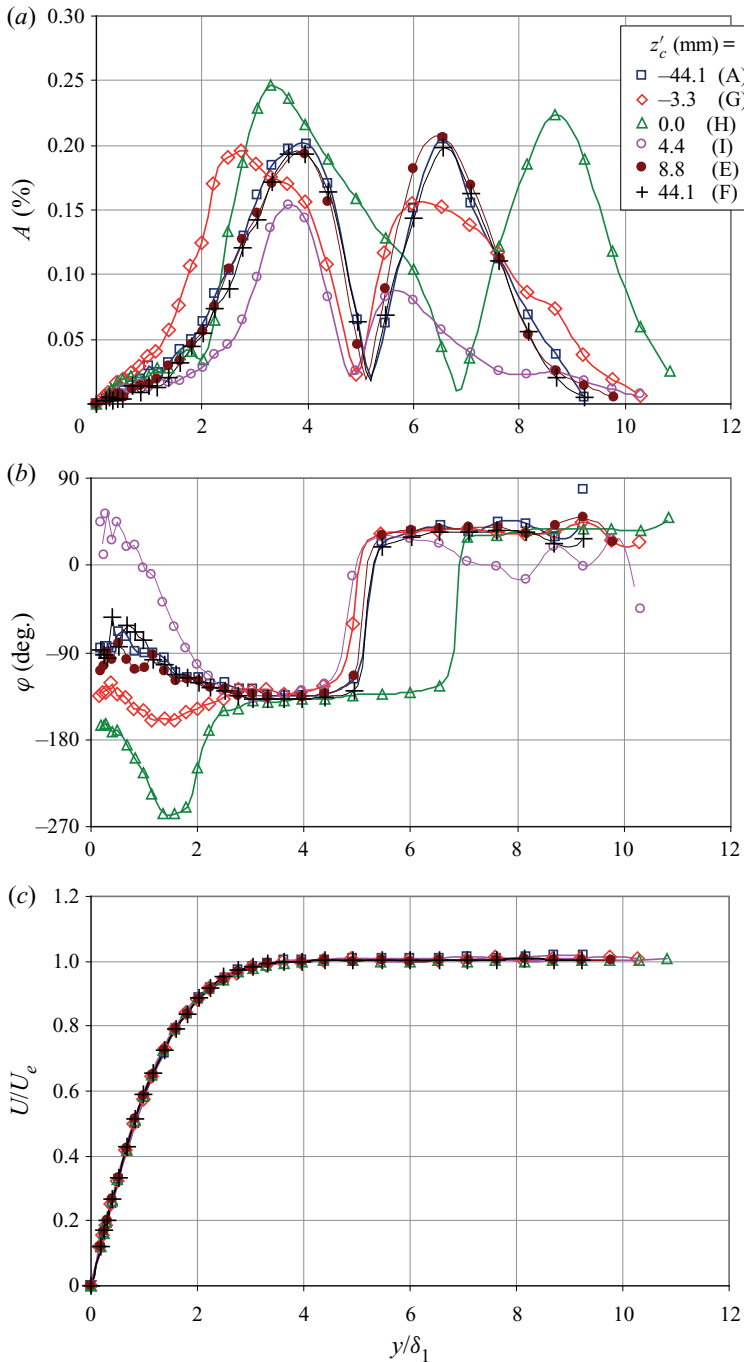 (a)
0.30
0.25
0.20
0.15
0.10
0.05
A (%)
z′c (mm) =
–44.1 (A)
–3.3 (G)
0.0 (H)
4.4 (I)
8.8 (E)
44.1 (F)
0 2 4 6 8 10 12
(b)
90
0
–90
–180
–270
φ (deg.)
0 2 4 6 8 10 12
(c)
1.2
1.0
0.8
0.6
0.4
0.2
0
U/Ue
0 2 4 6 8 10 12
y/δ1